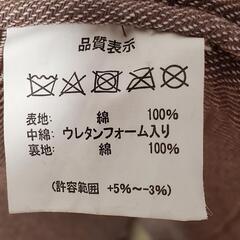 品質表示
表地: 綿 100%
中綿: ウレタンフォーム入り
裏地: 綿 100%
(許容範囲 +5%~-3%)